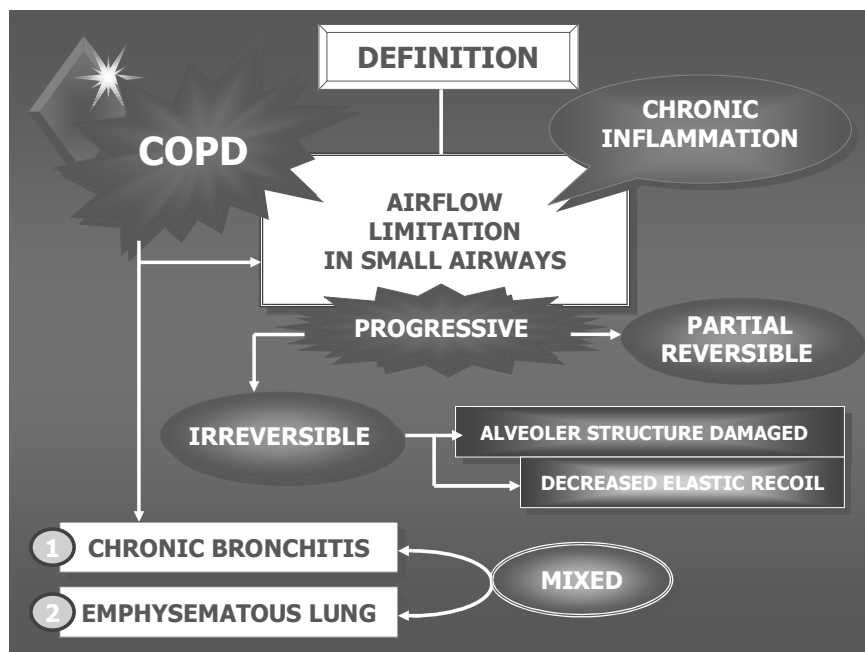 DEFINITION
COPD
CHRONIC
INFLAMMATION
AIRFLOW
LIMITATION
IN SMALL AIRWAYS
PROGRESSIVE
PARTIAL
REVERSIBLE
IRREVERSIBLE
ALVEOLER STRUCTURE DAMAGED
DECREASED ELASTIC RECOIL
1 CHRONIC BRONCHITIS
MIXED
2 EMPHYSEMATOUS LUNG